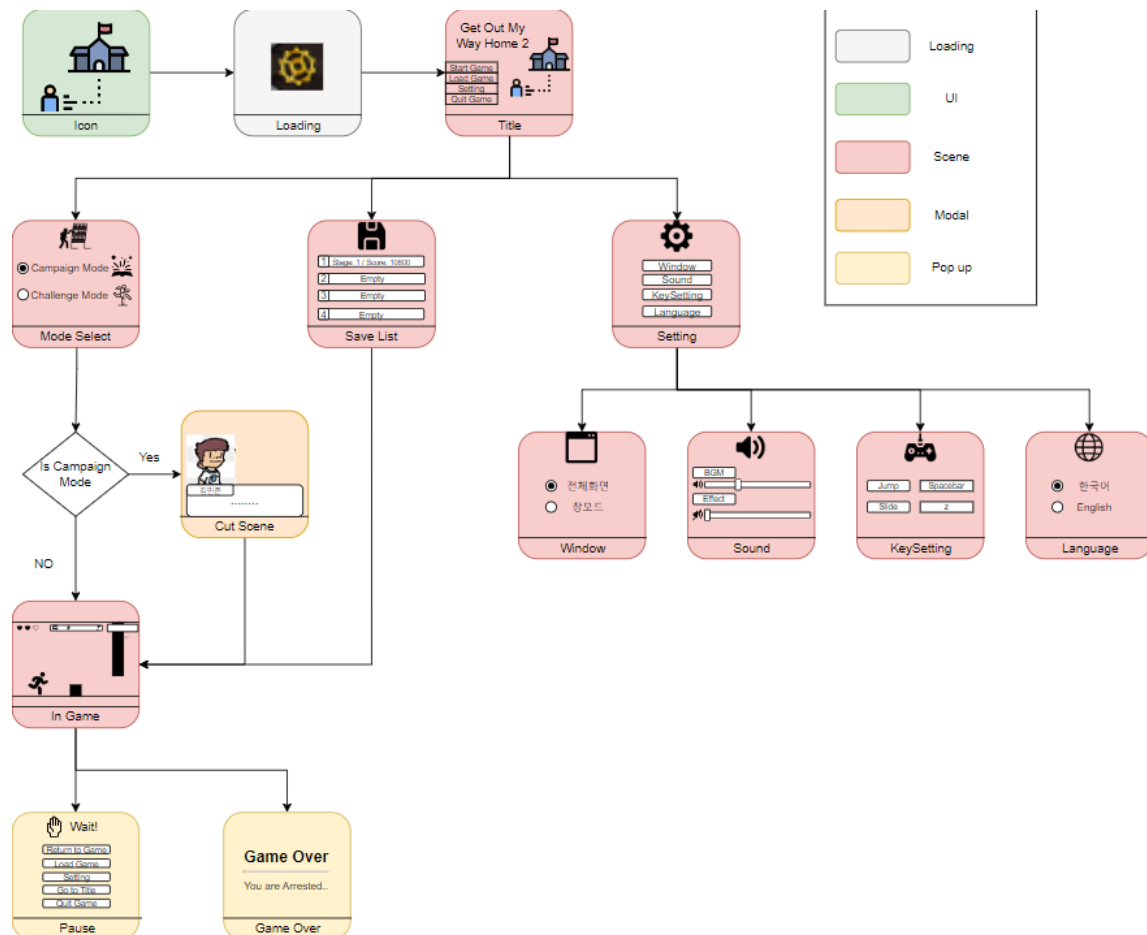 Get Out My
Way Home 2
Start Game
Load Game
Setting
Quit Game
Icon
Loading
Title
Loading
UI
Scene
Modal
Pop up
Campaign Mode
Challenge Mode
Mode Select
1 Stage: 1 / Score: 10600
2 Empty
3 Empty
4 Empty
Save List
Window
Sound
KeySetting
Language
Setting
Is Campaign
Mode
Yes
NO
김민준
........
Cut Scene
전체화면
창모드
Window
BGM
Effect
Sound
Jump Spacebar
Slide z
KeySetting
한국어
English
Language
In Game
Wait!
Return to Game
Load Game
Setting
Go to Title
Quit Game
Pause
Game Over
You are Arrested..
Game Over